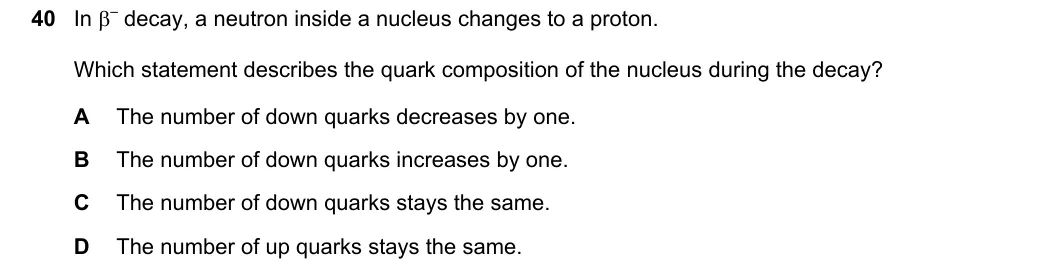 40 In β⁻ decay, a neutron inside a nucleus changes to a proton.
Which statement describes the quark composition of the nucleus during the decay?
A The number of down quarks decreases by one.
B The number of down quarks increases by one.
C The number of down quarks stays the same.
D The number of up quarks stays the same.